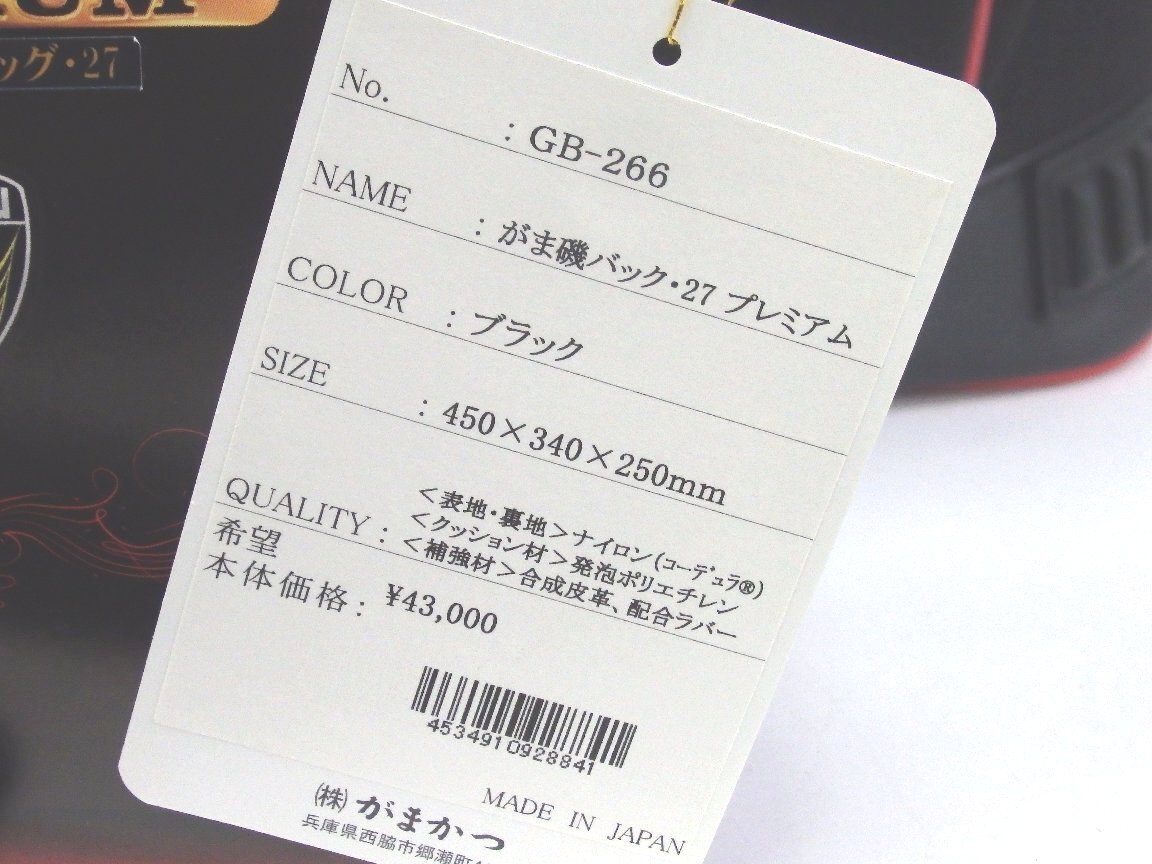 ッグ・27
No. : GB-266
NAME : がま磯バック・27 プレミアム
COLOR : ブラック
SIZE : 450×340×250mm
QUALITY : <表地・裏地>ナイロン(コーデュラ®)
<クッション材>発泡ポリエチレン
<補強材>合成皮革、配合ラバー
希望
本体価格: ¥43,000
4534910928841
MADE IN JAPAN
(株)がまかつ
兵庫県西脇市郷瀬町